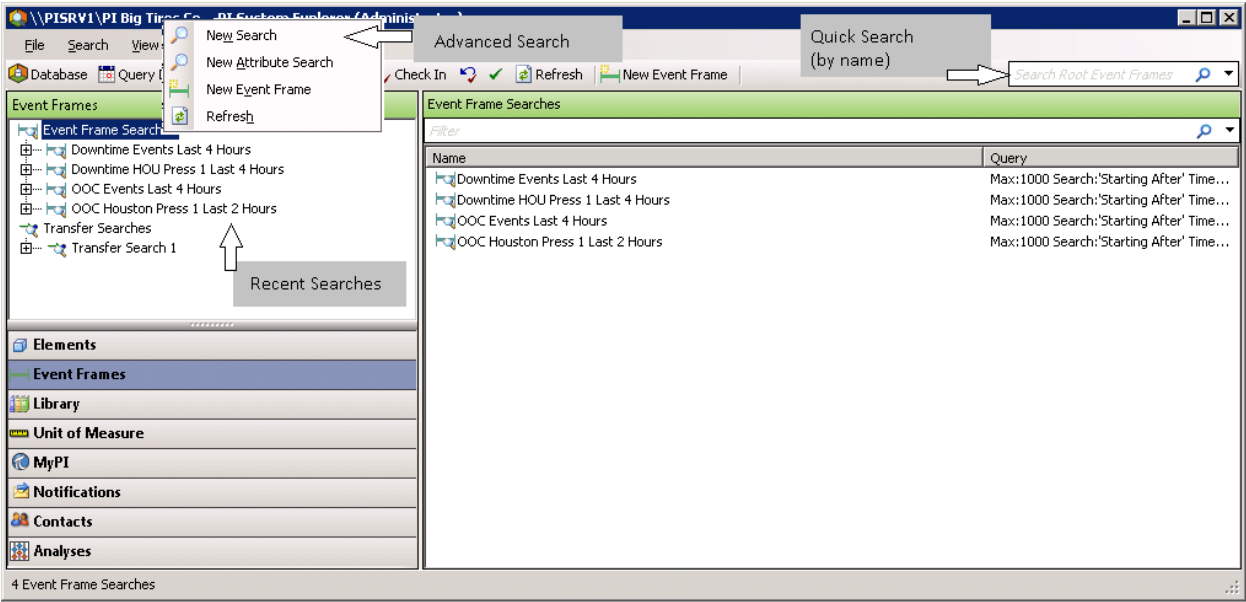 \\PISRV1\PI Big Tires Co - PI System Explorer (Administrator)
New Search
Advanced Search
Quick Search
(by name)
File Search View
New Attribute Search
Database Query Check In Refresh New Event Frame
Search Root Event Frames
New Event Frame
Event Frames
Refresh
Event Frame Searches
Event Frame Search
Filter
Downtime Events Last 4 Hours
Downtime HOU Press 1 Last 4 Hours
OOC Events Last 4 Hours
OOC Houston Press 1 Last 2 Hours
Transfer Searches
Transfer Search 1
Recent Searches
Name Query
Downtime Events Last 4 Hours Max:1000 Search:'Starting After' Time...
Downtime HOU Press 1 Last 4 Hours Max:1000 Search:'Starting After' Time...
OOC Events Last 4 Hours Max:1000 Search:'Starting After' Time...
OOC Houston Press 1 Last 2 Hours Max:1000 Search:'Starting After' Time...
Elements
Event Frames
Library
Unit of Measure
MyPI
Notifications
Contacts
Analyses
4 Event Frame Searches